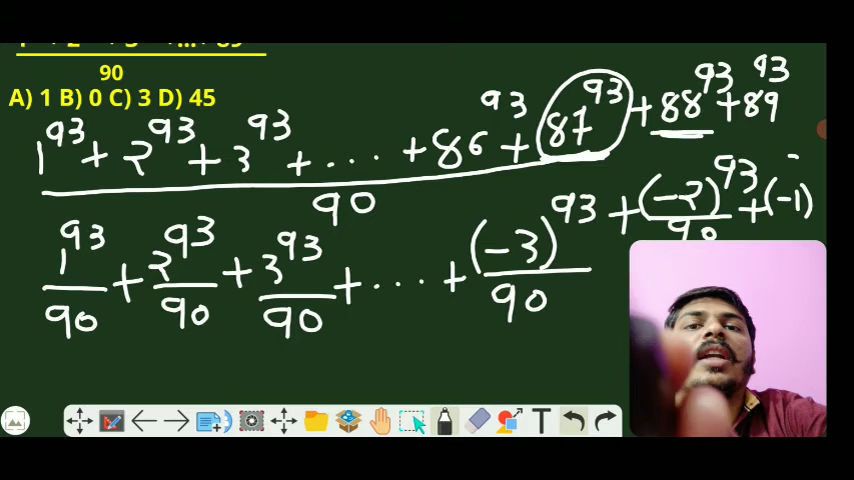 90
A) 1 B) 0 C) 3 D) 45
1^93 + 2^93 + 3^93 + .... + 86^93 + 87^93 + 88^93 + 89^93
90
1^93/90 + 2^93/90 + 3^93/90 + .... + (-3)^93/90 + (-2)^93/90 + (-1)
T